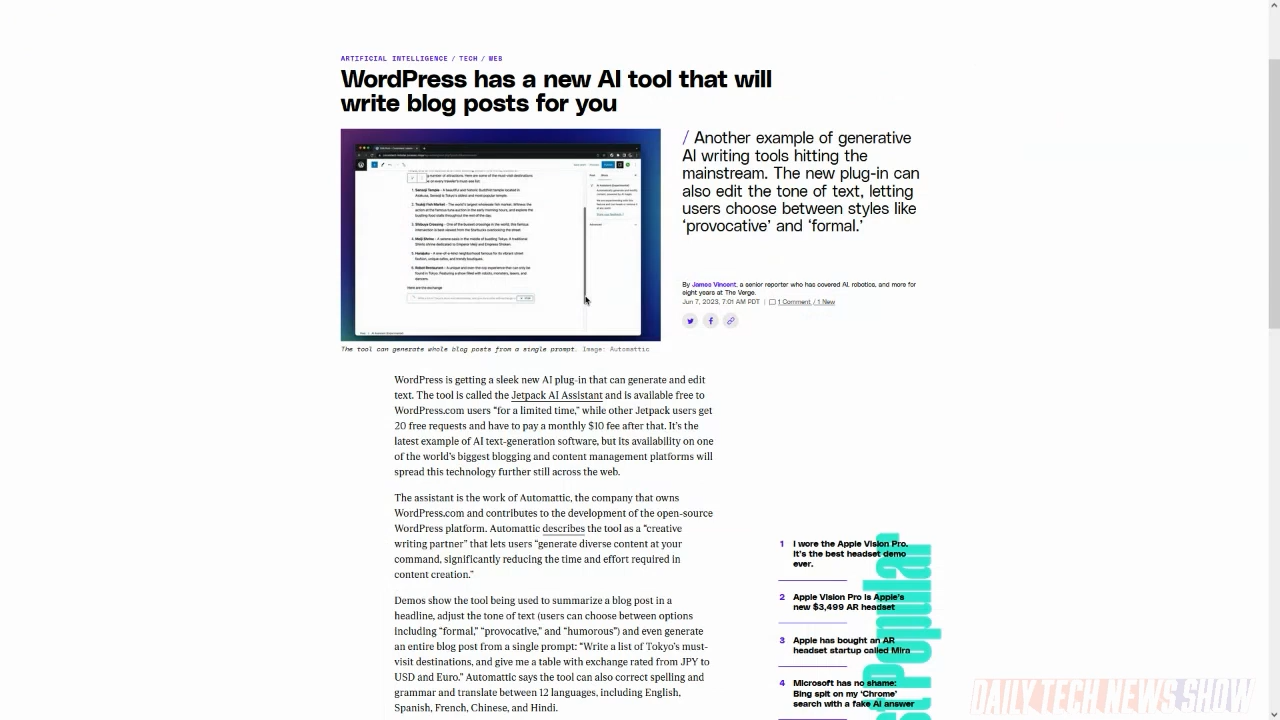 ARTIFICIAL INTELLIGENCE / TECH / WEB
WordPress has a new AI tool that will
write blog posts for you
/ Another example of generative
AI writing tools hitting the
mainstream. The new plug-in can
also edit the tone of text, letting
users choose between styles like
‘provocative’ and ‘formal.’
By James Vincent, a senior reporter who has covered AI, robotics, and more for
eight years at The Verge.
Jun 7, 2023, 7:01 AM PDT | 1 Comment / 1 New
The tool can generate whole blog posts from a single prompt. Image: Automattic
WordPress is getting a sleek new AI plug-in that can generate and edit
text. The tool is called the Jetpack AI Assistant and is available free to
WordPress.com users “for a limited time,” while other Jetpack users get
20 free requests and have to pay a monthly $10 fee after that. It’s the
latest example of AI text-generation software, but its availability on one
of the world’s biggest blogging and content management platforms will
spread this technology further still across the web.
The assistant is the work of Automattic, the company that owns
WordPress.com and contributes to the development of the open-source
WordPress platform. Automattic describes the tool as a “creative
writing partner” that lets users “generate diverse content at your
command, significantly reducing the time and effort required in
content creation.”
Demos show the tool being used to summarize a blog post in a
headline, adjust the tone of text (users can choose between options
including “formal,” “provocative,” and “humorous”) and even generate
an entire blog post from a single prompt: “Write a list of Tokyo’s must-
visit destinations, and give me a table with exchange rated from JPY to
USD and Euro.” Automattic says the tool can also correct spelling and
grammar and translate between 12 languages, including English,
Spanish, French, Chinese, and Hindi.
1 I wore the Apple Vision Pro.
It’s the best headset demo
ever.
2 Apple Vision Pro is Apple’s
new $3,499 AR headset
3 Apple has bought an AR
headset startup called Mira
4 Microsoft has no shame:
Bing spit on my ‘Chrome’
search with a fake AI answer
DAILY TECH NEWS SHOW